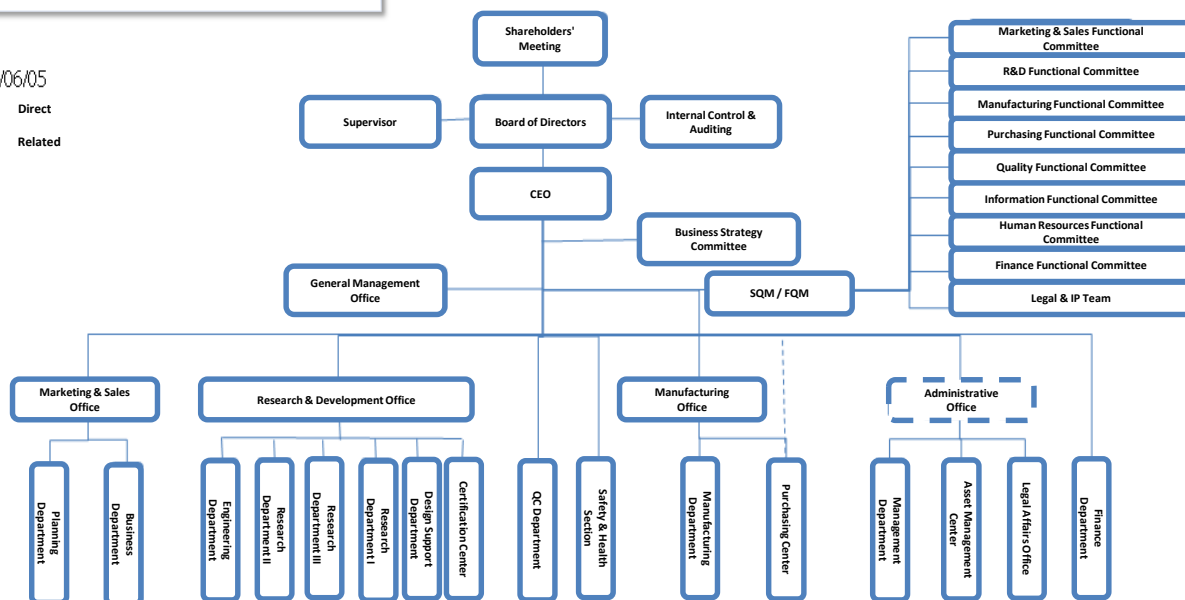 Shareholders'
Meeting
/06/05
Direct
Related
Supervisor
Board of Directors
Internal Control &
Auditing
CEO
Business Strategy
Committee
General Management
Office
SQM / FQM
Marketing & Sales Functional
Committee
R&D Functional Committee
Manufacturing Functional Committee
Purchasing Functional Committee
Quality Functional Committee
Information Functional Committee
Human Resources Functional
Committee
Finance Functional Committee
Legal & IP Team
Marketing & Sales
Office
Research & Development Office
Manufacturing
Office
Administrative
Office
Planning
Department
Business
Department
Engineering
Department
Research
Department II
Research
Department III
Research
Department I
Design Support
Department
Certification Center
QC Department
Safety & Health
Section
Manufacturing
Department
Purchasing Center
Management
Department
Asset Management
Center
Legal Affairs Office
Finance
Department